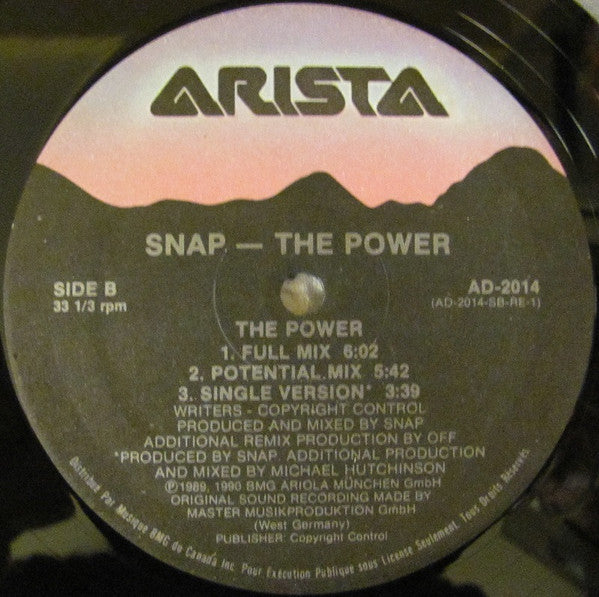 ARISTA
SNAP — THE POWER
SIDE B
33 1/3 rpm
AD-2014
(AD-2014-SB-RE-1)
THE POWER
1. FULL MIX 6:02
2. POTENTIAL MIX 5:42
3. SINGLE VERSION* 3:39
WRITERS - COPYRIGHT CONTROL
PRODUCED AND MIXED BY SNAP
ADDITIONAL REMIX PRODUCTION BY OFF
*PRODUCED BY SNAP. ADDITIONAL PRODUCTION
AND MIXED BY MICHAEL HUTCHINSON
Ⓟ1989, 1990 BMG ARIOLA MÜNCHEN GmbH
ORIGINAL SOUND RECORDING MADE BY
MASTER MUSIKPRODUKTION GmbH
(West Germany)
PUBLISHER: Copyright Control
Distribué Par Musique BMG du Canada Inc. Pour Exécution Publique sous License Seulement. Tous Droits Réservés.